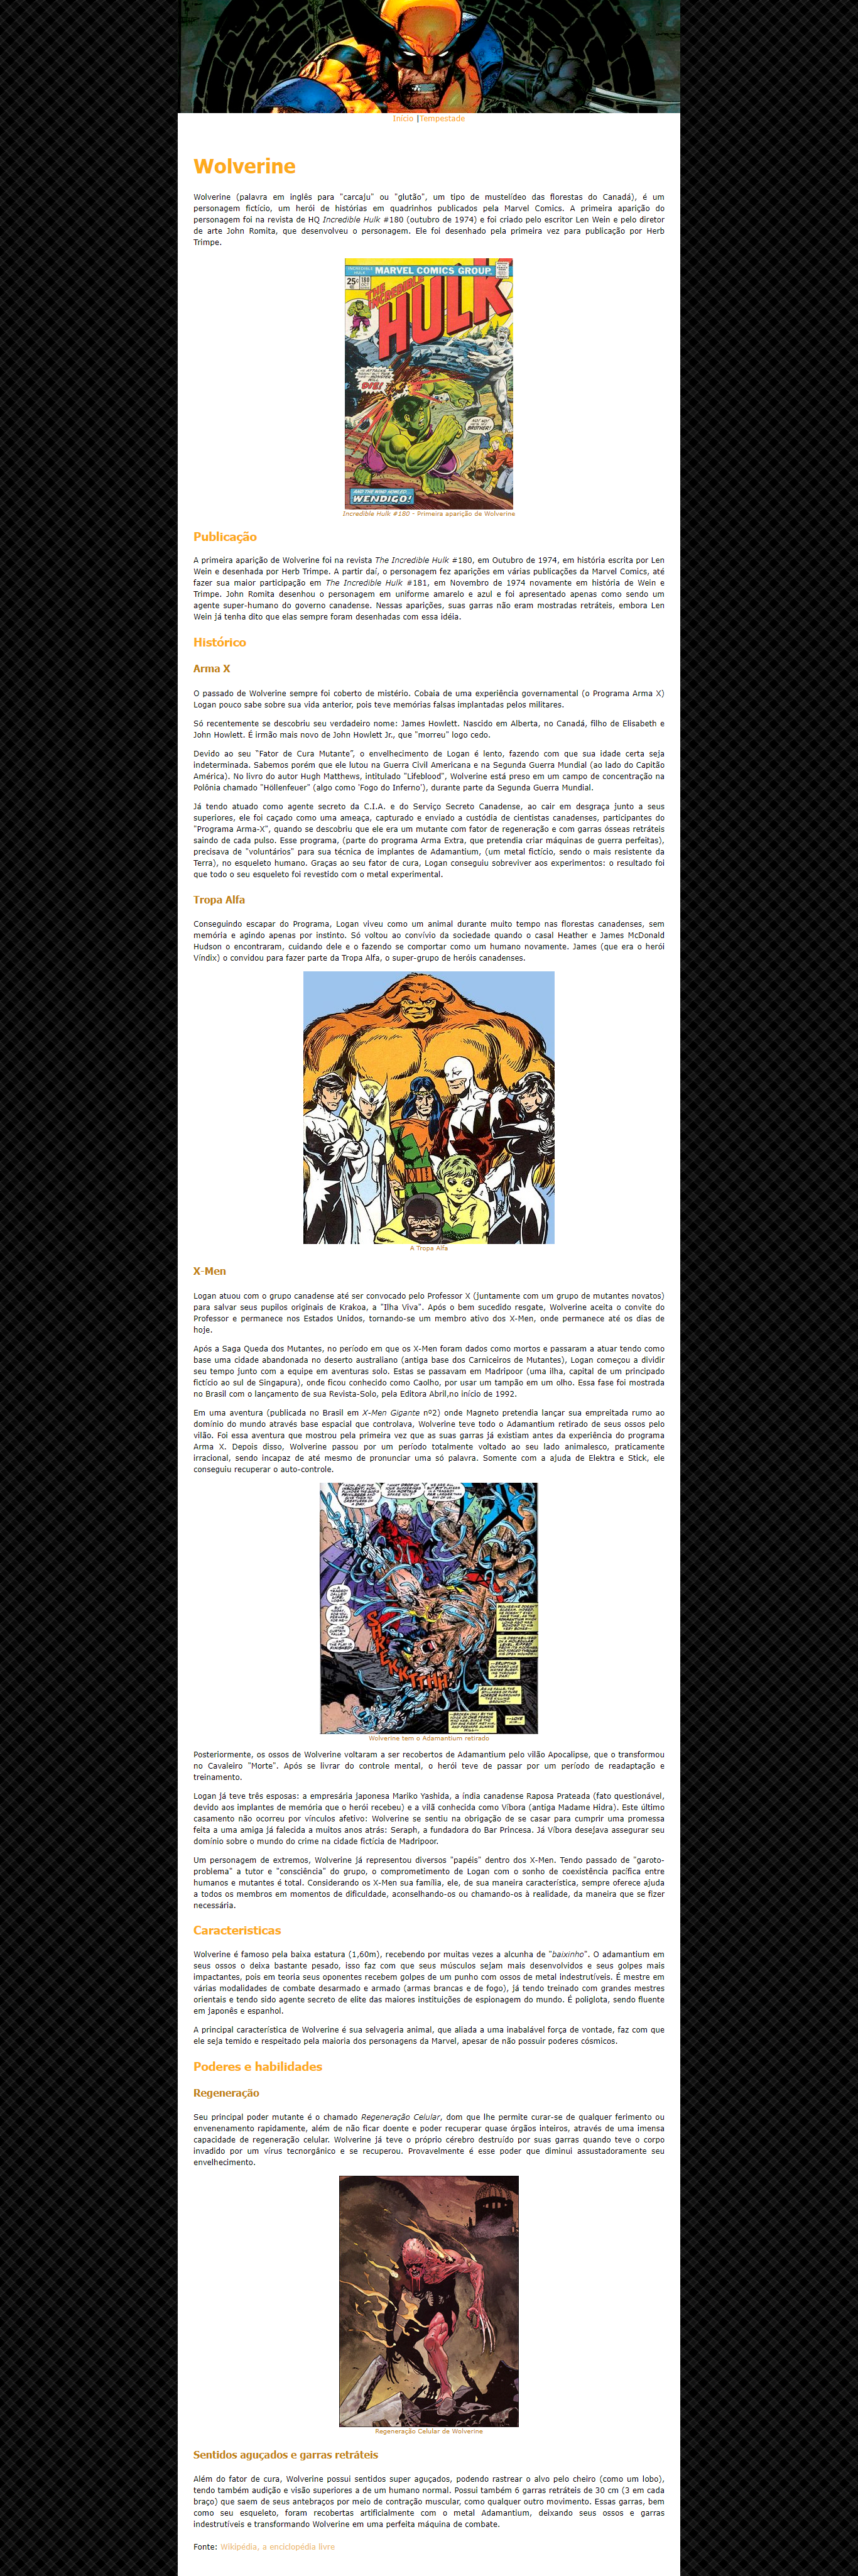 Início |Tempestade
Wolverine
Wolverine (palavra em inglês para "carcaju" ou "glutão", um tipo de mustelídeo das florestas do Canadá), é um
personagem fictício, um herói de histórias em quadrinhos publicados pela Marvel Comics. A primeira aparição do
personagem foi na revista de HQ Incredible Hulk #180 (outubro de 1974) e foi criado pelo escritor Len Wein e pelo diretor
de arte John Romita, que desenvolveu o personagem. Ele foi desenhado pela primeira vez para publicação por Herb
Trimpe.
MARVEL COMICS GROUP
25¢
180
THE INCREDIBLE
HULK
DIE!
NOT MY BROTHER!
AND THE WIND HOWLS...
WENDIGO!
Incredible Hulk #180 - Primeira aparição de Wolverine
Publicação
A primeira aparição de Wolverine foi na revista The Incredible Hulk #180, em Outubro de 1974, em história escrita por Len
Wein e desenhada por Herb Trimpe. A partir daí, o personagem fez aparições em várias publicações da Marvel Comics, até
fazer sua maior participação em The Incredible Hulk #181, em Novembro de 1974 novamente em história de Wein e
Trimpe. John Romita desenhou o personagem em uniforme amarelo e azul e foi apresentado apenas como sendo um
agente super-humano do governo canadense. Nessas aparições, suas garras não eram mostradas retráteis, embora Len
Wein já tenha dito que elas sempre foram desenhadas com essa idéia.
Histórico
Arma X
O passado de Wolverine sempre foi coberto de mistério. Cobaia de uma experiência governamental (o Programa Arma X)
Logan pouco sabe sobre sua vida anterior, pois teve memórias falsas implantadas pelos militares.
Só recentemente se descobriu seu verdadeiro nome: James Howlett. Nascido em Alberta, no Canadá, filho de Elisabeth e
John Howlett. É irmão mais novo de John Howlett Jr., que "morreu" logo cedo.
Devido ao seu "Fator de Cura Mutante", o envelhecimento de Logan é lento, fazendo com que sua idade certa seja
indeterminada. Sabemos porém que ele lutou na Guerra Civil Americana e na Segunda Guerra Mundial (ao lado do Capitão
América). No livro do autor Hugh Matthews, intitulado "Lifeblood", Wolverine está preso em um campo de concentração na
Polônia chamado "Höllenfeuer" (algo como 'Fogo do Inferno'), durante parte da Segunda Guerra Mundial.
Já tendo atuado como agente secreto da C.I.A. e do Serviço Secreto Canadense, ao cair em desgraça junto a seus
superiores, ele foi caçado como uma ameaça, capturado e enviado a custódia de cientistas canadenses, participantes do
"Programa Arma-X", quando se descobriu que ele era um mutante com fator de regeneração e com garras ósseas retráteis
saindo de cada pulso. Esse programa, (parte do programa Arma Extra, que pretendia criar máquinas de guerra perfeitas),
precisava de "voluntários" para sua técnica de implantes de Adamantium, (um metal fictício, sendo o mais resistente da
Terra), no esqueleto humano. Graças ao seu fator de cura, Logan conseguiu sobreviver aos experimentos: o resultado foi
que todo o seu esqueleto foi revestido com o metal experimental.
Tropa Alfa
Conseguindo escapar do Programa, Logan viveu como um animal durante muito tempo nas florestas canadenses, sem
memória e agindo apenas por instinto. Só voltou ao convívio da sociedade quando o casal Heather e James McDonald
Hudson o encontraram, cuidando dele e o fazendo se comportar como um humano novamente. James (que era o herói
Víndix) o convidou para fazer parte da Tropa Alfa, o super-grupo de heróis canadenses.
A Tropa Alfa
X-Men
Logan atuou com o grupo canadense até ser convocado pelo Professor X (juntamente com um grupo de mutantes novatos)
para salvar seus pupilos originais de Krakoa, a "Ilha Viva". Após o bem sucedido resgate, Wolverine aceita o convite do
Professor e permanece nos Estados Unidos, tornando-se um membro ativo dos X-Men, onde permanece até os dias de
hoje.
Após a Saga Queda dos Mutantes, no período em que os X-Men foram dados como mortos e passaram a atuar tendo como
base uma cidade abandonada no deserto australiano (antiga base dos Carniceiros de Mutantes), Logan começou a dividir
seu tempo junto com a equipe em aventuras solo. Estas se passavam em Madripoor (uma ilha, capital de um principado
fictício ao sul de Singapura), onde ficou conhecido como Caolho, por usar um tampão em um olho. Essa fase foi mostrada
no Brasil com o lançamento de sua Revista-Solo, pela Editora Abril,no início de 1992.
Em uma aventura (publicada no Brasil em X-Men Gigante nº2) onde Magneto pretendia lançar sua empreitada rumo ao
domínio do mundo através base espacial que controlava, Wolverine teve todo o Adamantium retirado de seus ossos pelo
vilão. Foi essa aventura que mostrou pela primeira vez que as suas garras já existiam antes da experiência do programa
Arma X. Depois disso, Wolverine passou por um período totalmente voltado ao seu lado animalesco, praticamente
irracional, sendo incapaz de até mesmo de pronunciar uma só palavra. Somente com a ajuda de Elektra e Stick, ele
conseguiu recuperar o auto-controle.
Wolverine tem o Adamantium retirado
Posteriormente, os ossos de Wolverine voltaram a ser recobertos de Adamantium pelo vilão Apocalipse, que o transformou
no Cavaleiro "Morte". Após se livrar do controle mental, o herói teve de passar por um período de readaptação e
treinamento.
Logan já teve três esposas: a empresária japonesa Mariko Yashida, a índia canadense Raposa Prateada (fato questionável,
devido aos implantes de memória que o herói recebeu) e a vilã conhecida como Víbora (antiga Madame Hidra). Este último
casamento não ocorreu por vínculos afetivo: Wolverine se sentiu na obrigação de se casar para cumprir uma promessa
feita a uma amiga já falecida a muitos anos atrás: Seraph, a fundadora do Bar Princesa. Já Víbora desejava assegurar seu
domínio sobre o mundo do crime na cidade fictícia de Madripoor.
Um personagem de extremos, Wolverine já representou diversos "papéis" dentro dos X-Men. Tendo passado de "garoto-
problema" a tutor e "consciência" do grupo, o comprometimento de Logan com o sonho de coexistência pacífica entre
humanos e mutantes é total. Considerando os X-Men sua família, ele, de sua maneira característica, sempre oferece ajuda
a todos os membros em momentos de dificuldade, aconselhando-os ou chamando-os à realidade, da maneira que se fizer
necessária.
Caracteristicas
Wolverine é famoso pela baixa estatura (1,60m), recebendo por muitas vezes a alcunha de "baixinho". O adamantium em
seus ossos o deixa bastante pesado, isso faz com que seus músculos sejam mais desenvolvidos e seus golpes mais
impactantes, pois em teoria seus oponentes recebem golpes de um punho com ossos de metal indestrutíveis. É mestre em
várias modalidades de combate desarmado e armado (armas brancas e de fogo), já tendo treinado com grandes mestres
orientais e tendo sido agente secreto de elite das maiores instituições de espionagem do mundo. É poliglota, sendo fluente
em japonês e espanhol.
A principal característica de Wolverine é sua selvageria animal, que aliada a uma inabalável força de vontade, faz com que
ele seja temido e respeitado pela maioria dos personagens da Marvel, apesar de não possuir poderes cósmicos.
Poderes e habilidades
Regeneração
Seu principal poder mutante é o chamado Regeneração Celular, dom que lhe permite curar-se de qualquer ferimento ou
envenenamento rapidamente, além de não ficar doente e poder recuperar quase órgãos inteiros, através de uma imensa
capacidade de regeneração celular. Wolverine já teve o próprio cérebro destruído por suas garras quando teve o corpo
invadido por um vírus tecnorgânico e se recuperou. Provavelmente é esse poder que diminui assustadoramente seu
envelhecimento.
Regeneração Celular de Wolverine
Sentidos aguçados e garras retráteis
Além do fator de cura, Wolverine possui sentidos super aguçados, podendo rastrear o alvo pelo cheiro (como um lobo),
tendo também audição e visão superiores a de um humano normal. Possui também 6 garras retráteis de 30 cm (3 em cada
braço) que saem de seus antebraços por meio de contração muscular, como qualquer outro movimento. Essas garras, bem
como seu esqueleto, foram recobertas artificialmente com o metal Adamantium, deixando seus ossos e garras
indestrutíveis e transformando Wolverine em uma perfeita máquina de combate.
Fonte: Wikipédia, a enciclopédia livre